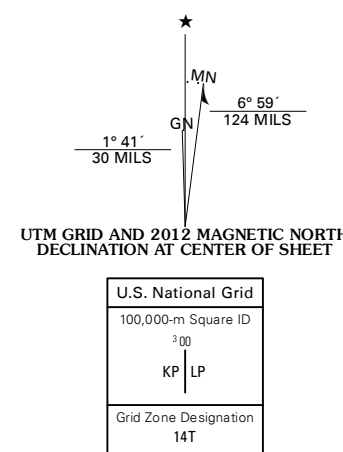 ★
MN
GN
6° 59´
124 MILS
1° 41´
30 MILS
UTM GRID AND 2012 MAGNETIC NORTH
DECLINATION AT CENTER OF SHEET
U.S. National Grid
100,000-m Square ID
³00
KP LP
Grid Zone Designation
14T